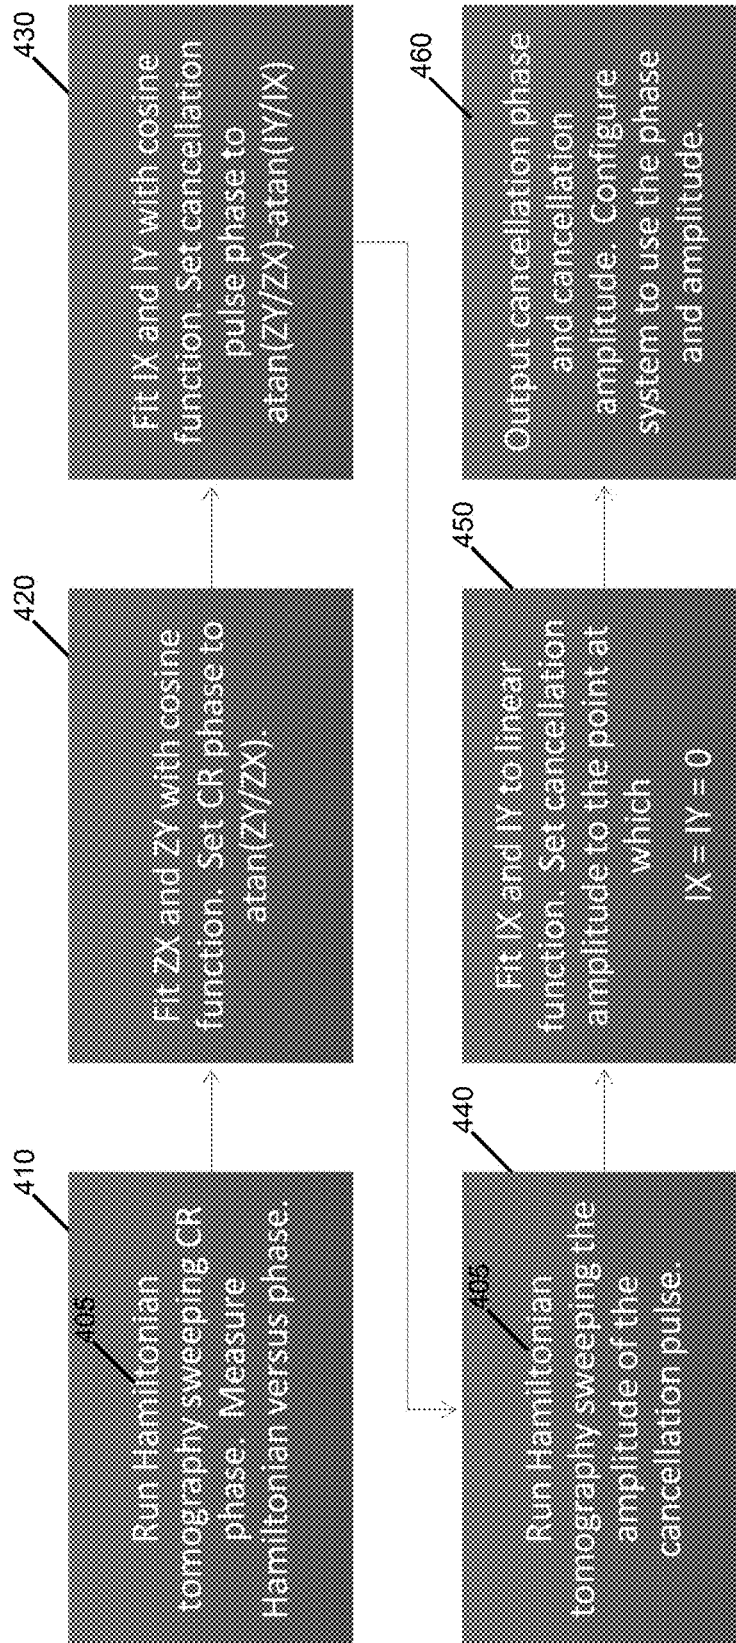 410
405
Run Hamiltonian
tomography sweeping CR
phase. Measure
Hamiltonian versus phase.
420
Fit ZX and ZY with cosine
function. Set CR phase to
atan(ZY/ZX).
430
Fit IX and IY with cosine
function. Set cancellation
pulse phase to
atan(ZY/ZX)-atan(IY/IX)
440
405
Run Hamiltonian
tomography sweeping the
amplitude of the
cancellation pulse.
450
Fit IX and IY to linear
function. Set cancellation
amplitude to the point at
which
IX = IY = 0
460
Output cancellation phase
and cancellation
amplitude. Configure
system to use the phase
and amplitude.